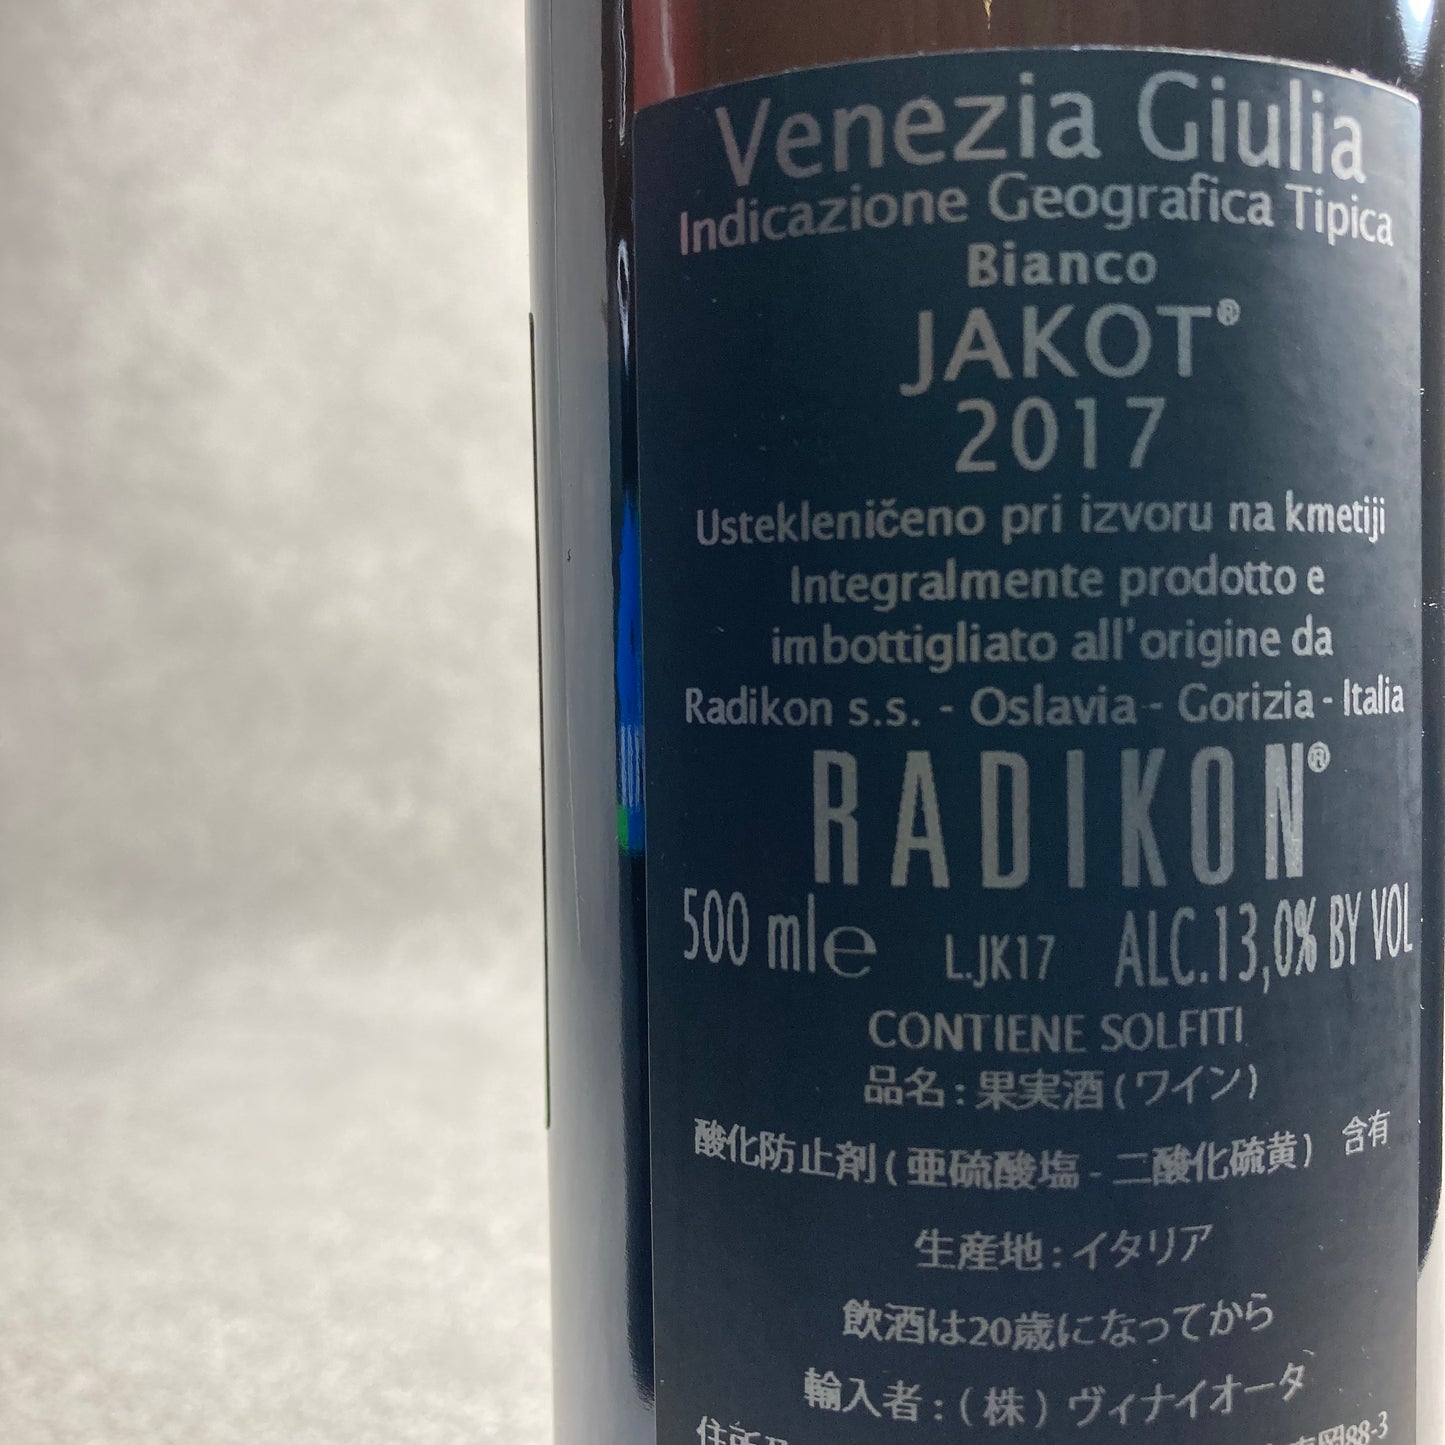 Venezia Giulia
Indicazione Geografica Tipica
Bianco
JAKOT®
2017
Ustekleničeno pri izvoru na kmetiji
Integralmente prodotto e
imbottigliato all'origine da
Radikon s.s. - Oslavia - Gorizia - Italia
RADIKON®
500 ml e L.JK17 ALC.13,0% BY VOL
CONTIENE SOLFITI
品名:果実酒(ワイン)
酸化防止剤(亜硫酸塩-二酸化硫黄) 含有
生産地:イタリア
飲酒は20歳になってから
輸入者:(株)ヴィナイオータ
住所 88-3